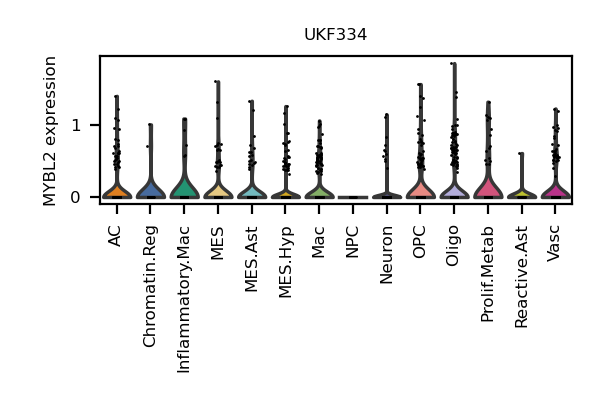 UKF334
MYBL2 expression
1
0
AC
Chromatin.Reg
Inflammatory.Mac
MES
MES.Ast
MES.Hyp
Mac
NPC
Neuron
OPC
Oligo
Prolif.Metab
Reactive.Ast
Vasc